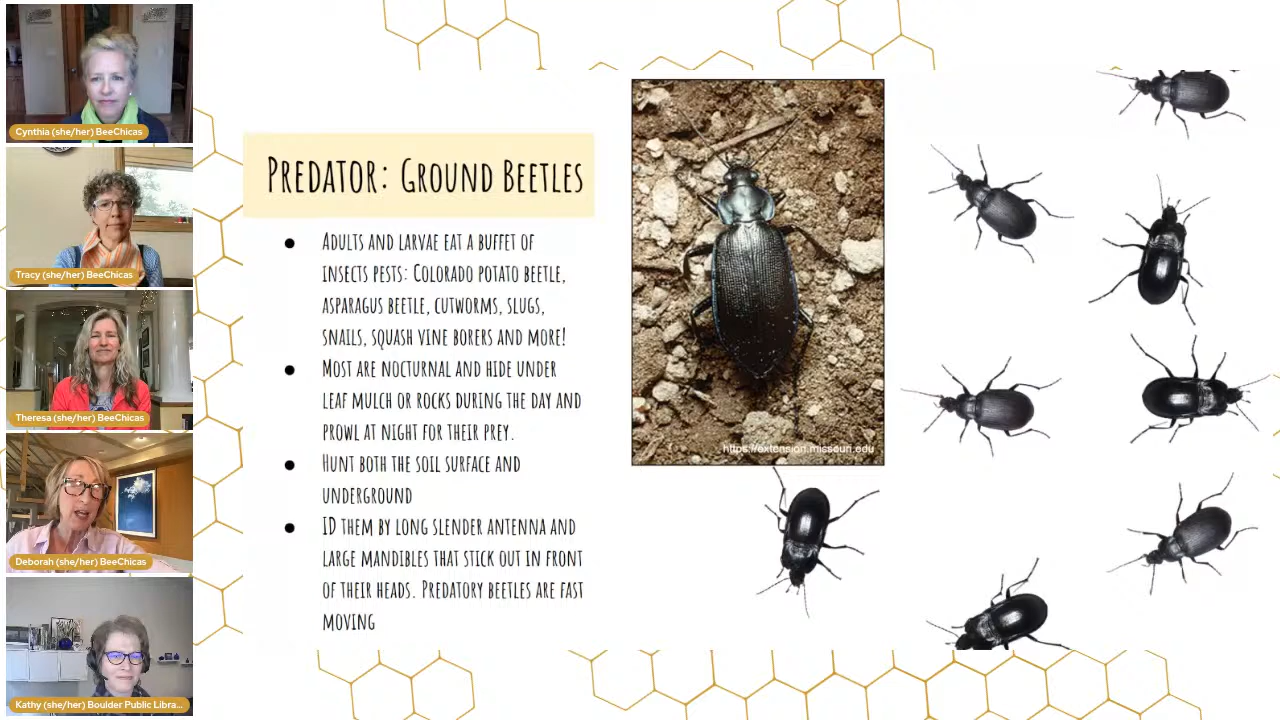 Cynthia (she/her) BeeChicas
Tracy (she/her) BeeChicas
Theresa (she/her) BeeChicas
Deborah (she/her) BeeChicas
Kathy (she/her) Boulder Public Libra...
Predator: Ground Beetles
● Adults and larvae eat a buffet of
insects pests: Colorado potato beetle,
asparagus beetle, cutworms, slugs,
snails, squash vine borers and more!
● Most are nocturnal and hide under
leaf mulch or rocks during the day and
prowl at night for their prey.
● Hunt both the soil surface and
underground
● ID them by long slender antenna and
large mandibles that stick out in front
of their heads. Predatory beetles are fast
moving
https://extension.missouri.edu